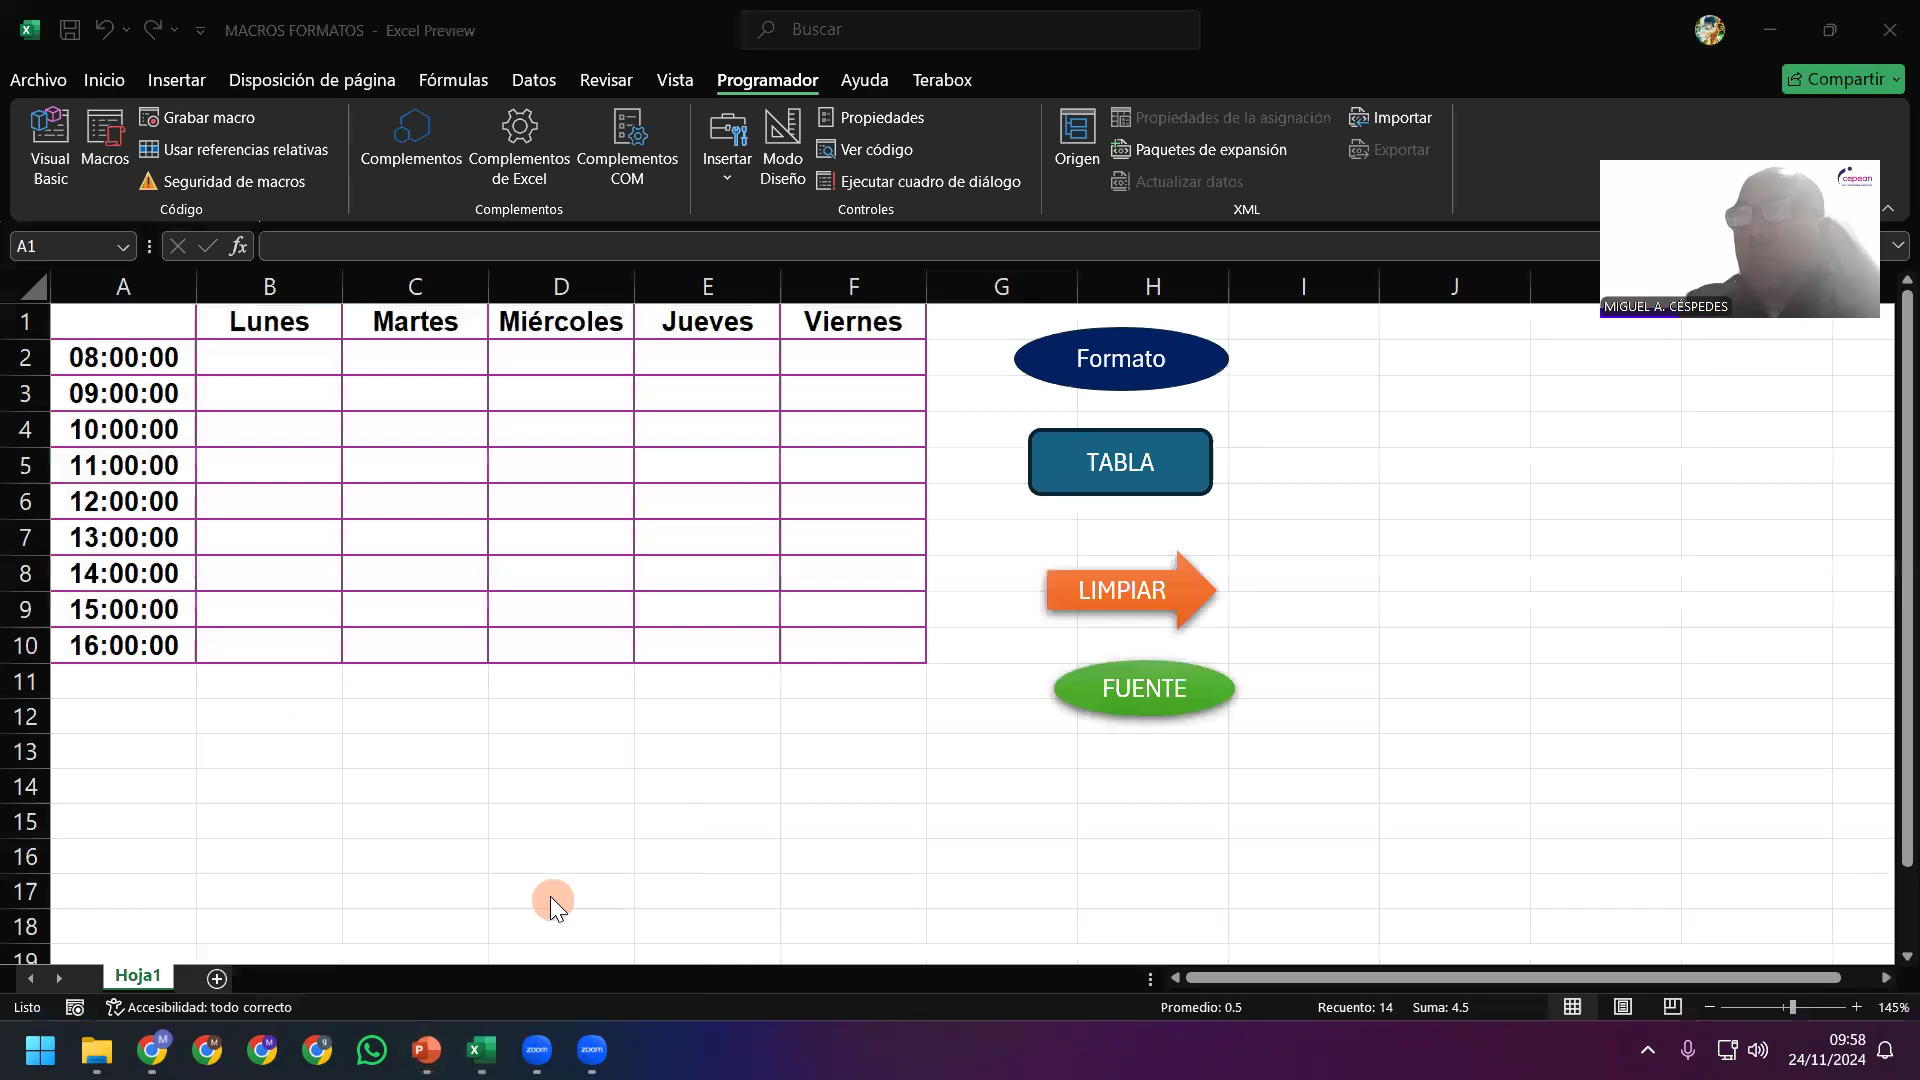 MACROS FORMATOS - Excel Preview
Buscar
Archivo Inicio Insertar Disposición de página Fórmulas Datos Revisar Vista Programador Ayuda Terabox
Compartir
Visual Basic
Macros
Grabar macro
Usar referencias relativas
Seguridad de macros
Código
Complementos
Complementos de Excel
Complementos COM
Complementos
Insertar
Modo Diseño
Propiedades
Ver código
Ejecutar cuadro de diálogo
Controles
Origen
Propiedades de la asignación
Paquetes de expansión
Actualizar datos
Importar
Exportar
XML
cepean
MIGUEL A. CÉSPEDES
A1
fx
A B C D E F G H I J
1 Lunes Martes Miércoles Jueves Viernes
2 08:00:00
3 09:00:00
4 10:00:00
5 11:00:00
6 12:00:00
7 13:00:00
8 14:00:00
9 15:00:00
10 16:00:00
11
12
13
14
15
16
17
18
19
Formato
TABLA
LIMPIAR
FUENTE
Hoja1
Listo
Accesibilidad: todo correcto
Promedio: 0.5 Recuento: 14 Suma: 4.5
145%
zoom
zoom
09:58
24/11/2024